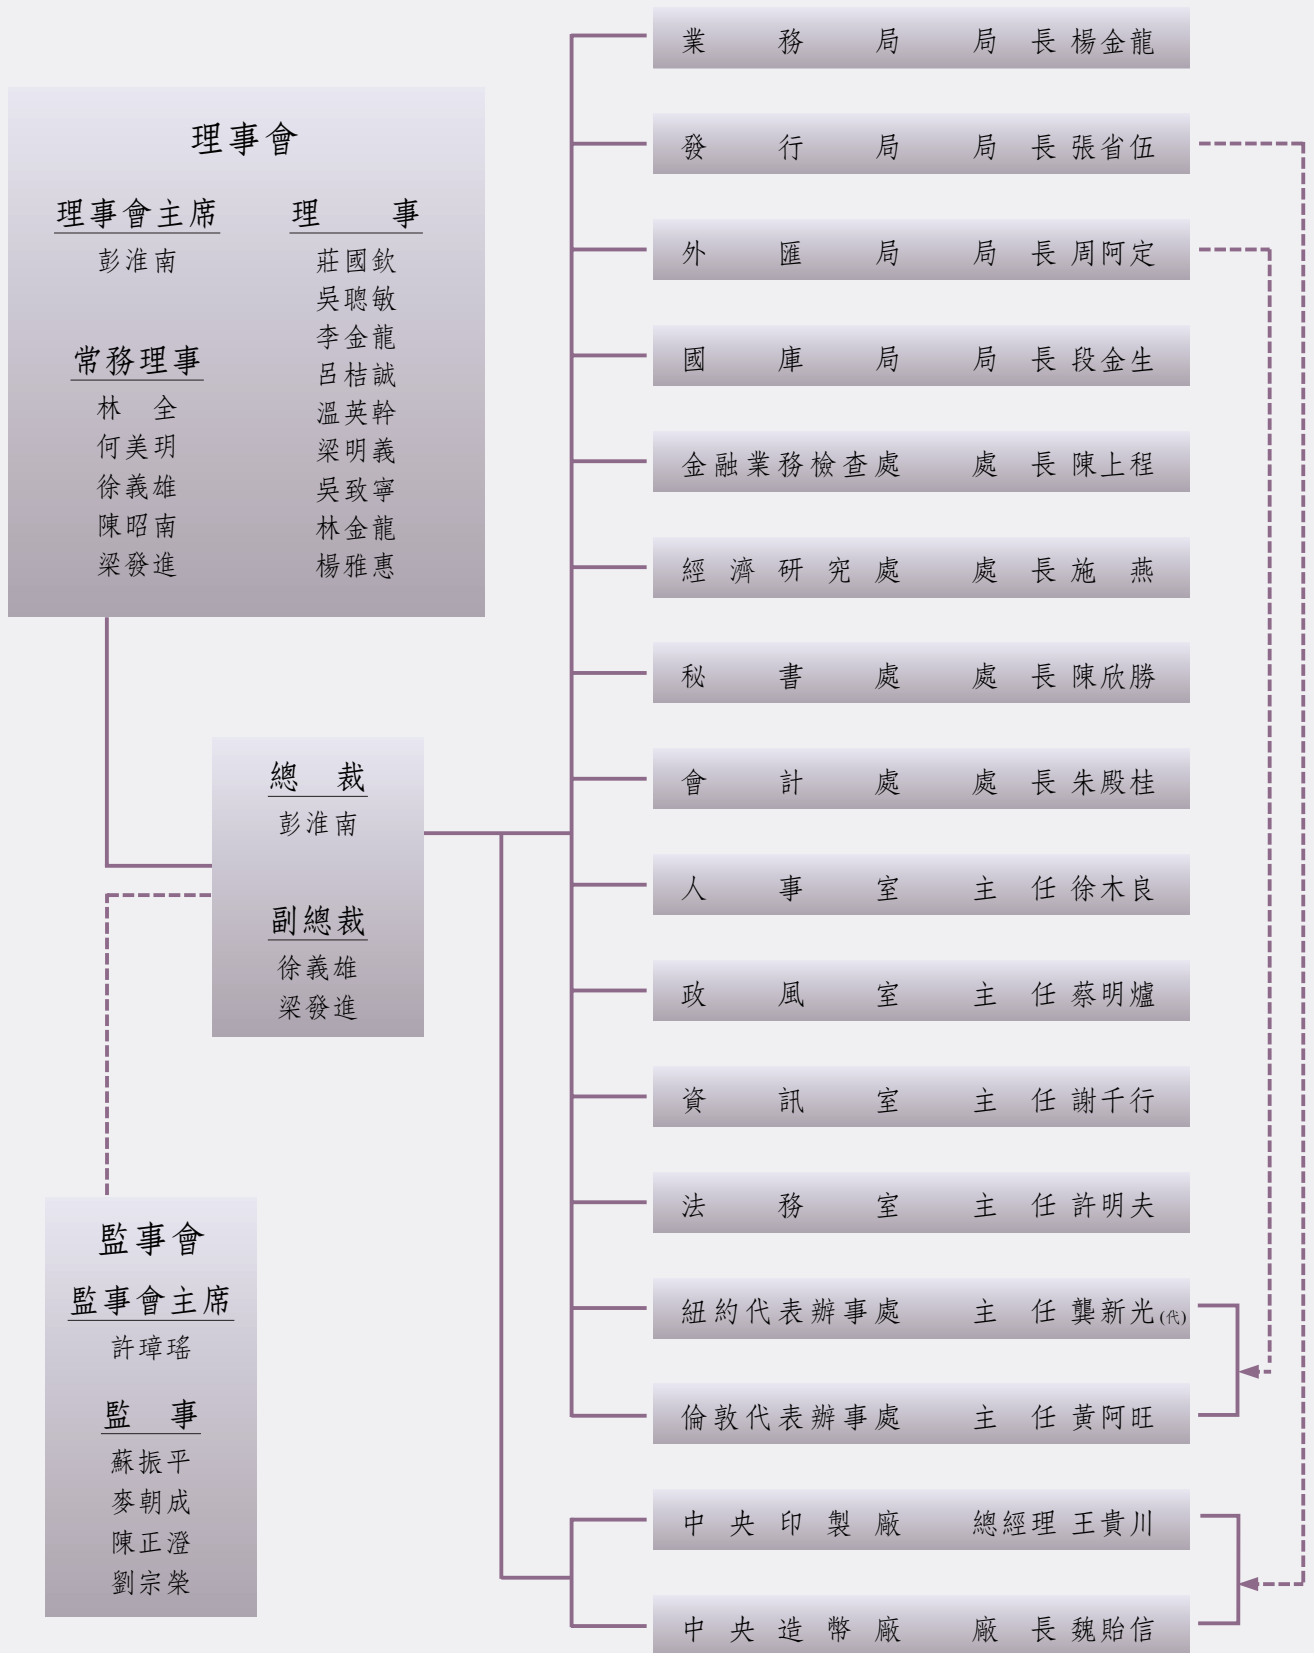 理事會
理事會主席
彭淮南
常務理事
林 全
何美玥
徐義雄
陳昭南
梁發進
理 事
莊國欽
吳聰敏
李金龍
呂桔誠
溫英幹
梁明義
吳致寧
林金龍
楊雅惠
總 裁
彭淮南
副總裁
徐義雄
梁發進
監事會
監事會主席
許璋瑤
監 事
蘇振平
麥朝成
陳正澄
劉宗榮
業務局 局長 楊金龍
發行局 局長 張省伍
外匯局 局長 周阿定
國庫局 局長 段金生
金融業務檢查處 處長 陳上程
經濟研究處 處長 施 燕
秘書處 處長 陳欣勝
會計處 處長 朱殿桂
人事室 主任 徐木良
政風室 主任 蔡明爐
資訊室 主任 謝千行
法務室 主任 許明夫
紐約代表辦事處 主任 龔新光(代)
倫敦代表辦事處 主任 黃阿旺
中央印製廠 總經理 王貴川
中央造幣廠 廠長 魏貽信